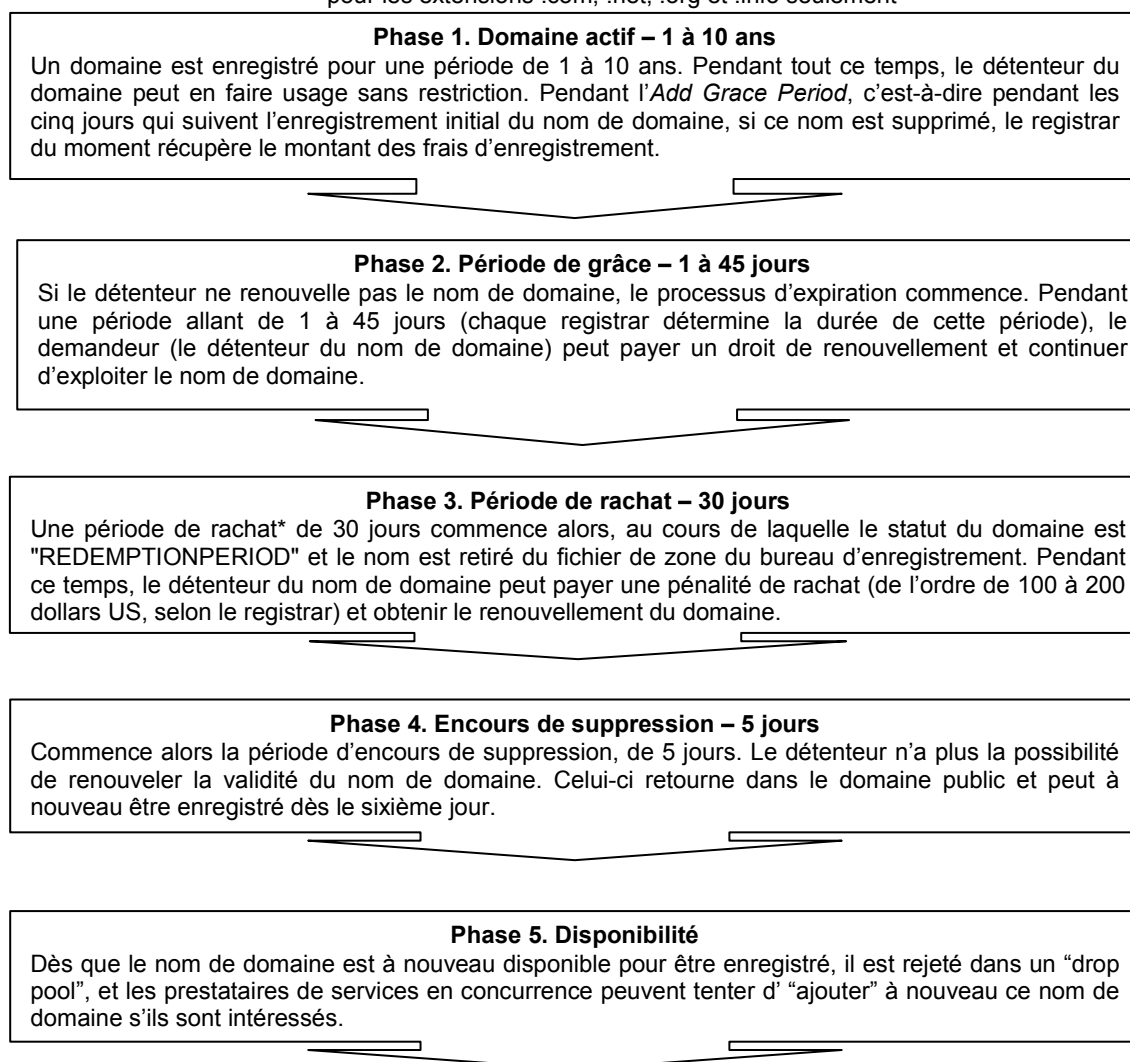 pour les extensions .com, .net, .org et .info seulement
Phase 1. Domaine actif – 1 à 10 ans
Un domaine est enregistré pour une période de 1 à 10 ans. Pendant tout ce temps, le détenteur du
domaine peut en faire usage sans restriction. Pendant l’Add Grace Period, c’est-à-dire pendant les
cinq jours qui suivent l’enregistrement initial du nom de domaine, si ce nom est supprimé, le registrar
du moment récupère le montant des frais d’enregistrement.
Phase 2. Période de grâce – 1 à 45 jours
Si le détenteur ne renouvelle pas le nom de domaine, le processus d’expiration commence. Pendant
une période allant de 1 à 45 jours (chaque registrar détermine la durée de cette période), le
demandeur (le détenteur du nom de domaine) peut payer un droit de renouvellement et continuer
d’exploiter le nom de domaine.
Phase 3. Période de rachat – 30 jours
Une période de rachat* de 30 jours commence alors, au cours de laquelle le statut du domaine est
"REDEMPTIONPERIOD" et le nom est retiré du fichier de zone du bureau d’enregistrement. Pendant
ce temps, le détenteur du nom de domaine peut payer une pénalité de rachat (de l’ordre de 100 à 200
dollars US, selon le registrar) et obtenir le renouvellement du domaine.
Phase 4. Encours de suppression – 5 jours
Commence alors la période d’encours de suppression, de 5 jours. Le détenteur n’a plus la possibilité
de renouveler la validité du nom de domaine. Celui-ci retourne dans le domaine public et peut à
nouveau être enregistré dès le sixième jour.
Phase 5. Disponibilité
Dès que le nom de domaine est à nouveau disponible pour être enregistré, il est rejeté dans un “drop
pool”, et les prestataires de services en concurrence peuvent tenter d’ “ajouter” à nouveau ce nom de
domaine s’ils sont intéressés.